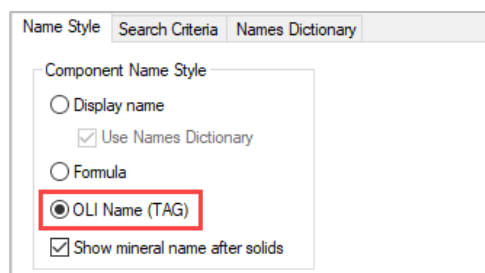 Name Style Search Criteria Names Dictionary
Component Name Style
Display name
Use Names Dictionary
Formula
OLI Name (TAG)
Show mineral name after solids